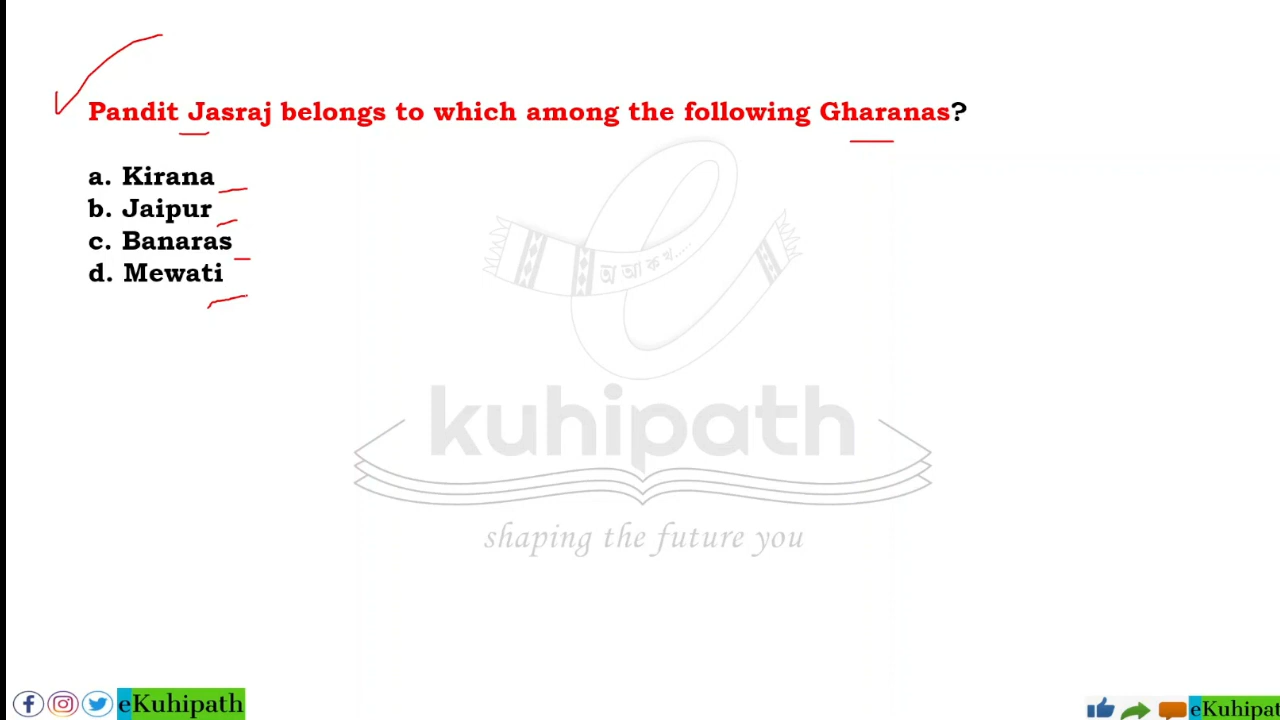 Pandit Jasraj belongs to which among the following Gharanas?
a. Kirana
b. Jaipur
c. Banaras
d. Mewati
অ আ ক খ.....
kuhipath
shaping the future you
eKuhipath
eKuhipat